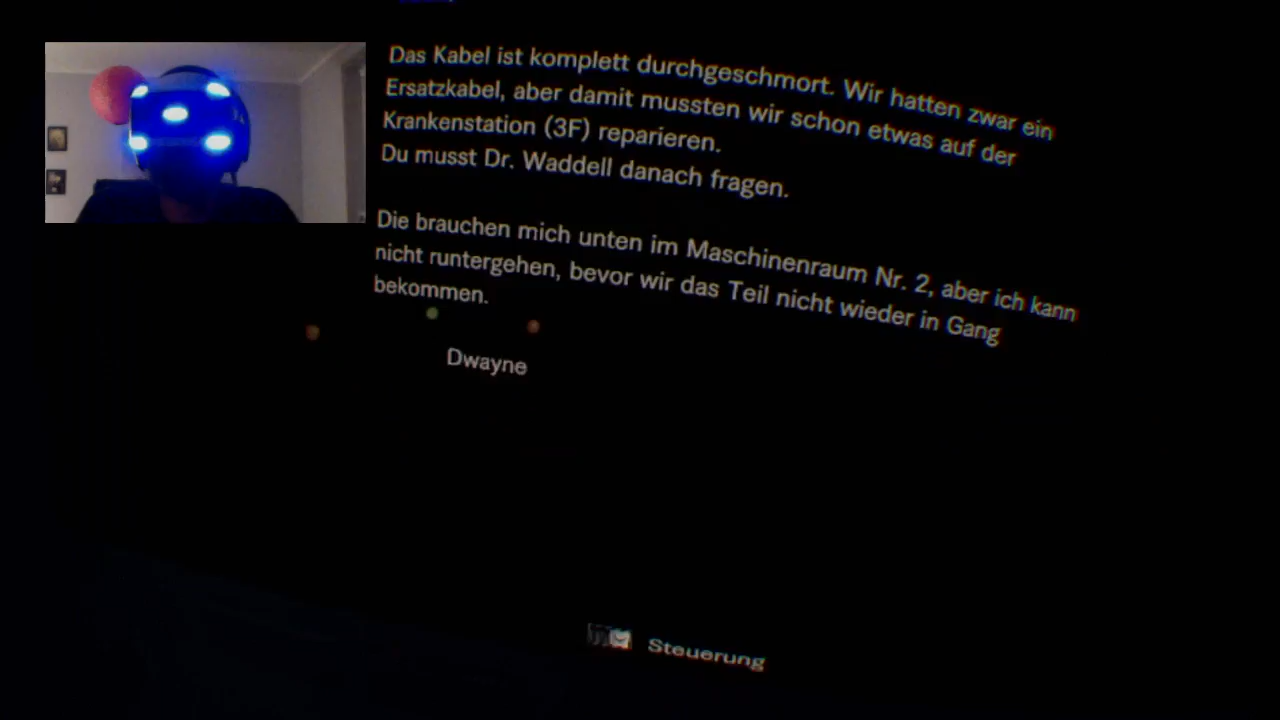 Das Kabel ist komplett durchgeschmort. Wir hatten zwar ein
Ersatzkabel, aber damit mussten wir schon etwas auf der
Krankenstation (3F) reparieren.
Du musst Dr. Waddell danach fragen.
Die brauchen mich unten im Maschinenraum Nr. 2, aber ich kann
nicht runtergehen, bevor wir das Teil nicht wieder in Gang
bekommen.
Dwayne
Steuerung